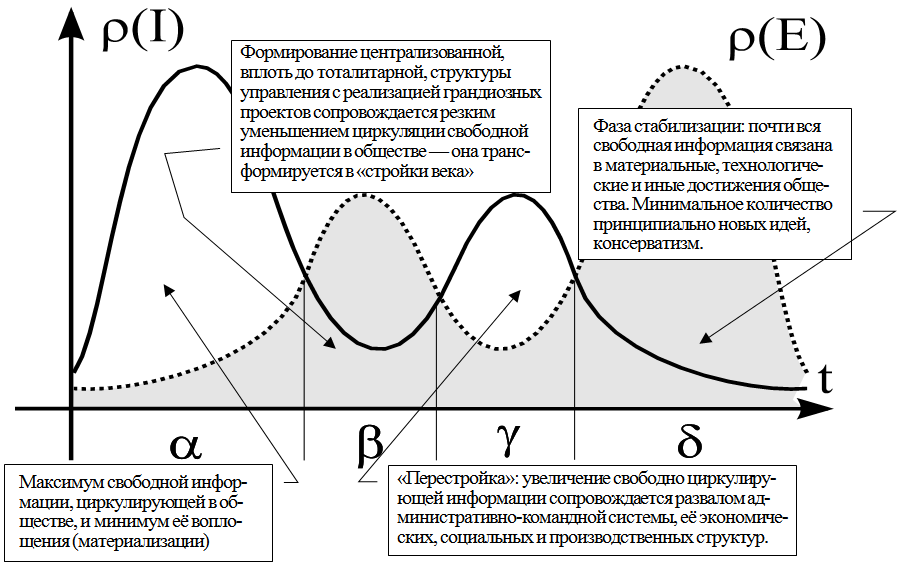 ρ(I)
ρ(E)
Формирование централизованной,
вплоть до тоталитарной, структуры
управления с реализацией грандиозных
проектов сопровождается резким
уменьшением циркуляции свободной
информации в обществе — она транс-
формируется в «стройки века»
Фаза стабилизации: почти вся
свободная информация связана
в материальные, технологиче-
ские и иные достижения обще-
ства. Минимальное количество
принципиально новых идей,
консерватизм.
t
α
β
γ
δ
Максимум свободной инфор-
мации, циркулирующей в об-
ществе, и минимум её вопло-
щения (материализации)
«Перестройка»: увеличение свободно циркулиру-
ющей информации сопровождается развалом ад-
министративно-командной системы, её экономиче-
ских, социальных и производственных структур.